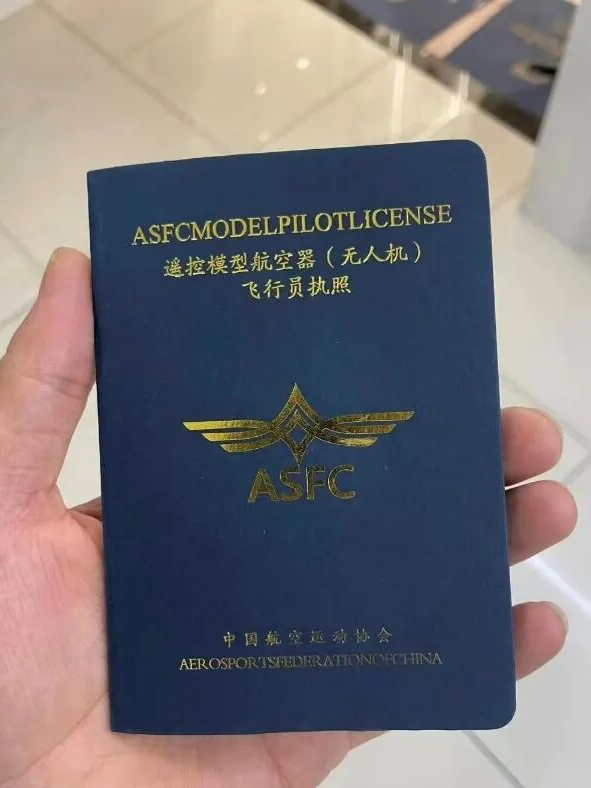 ASFCMODELPILOTLICENSE
遥控模型航空器（无人机）
飞行员执照
ASFC
中国航空运动协会
AEROSPORTSFEDERATIONOFCHINA